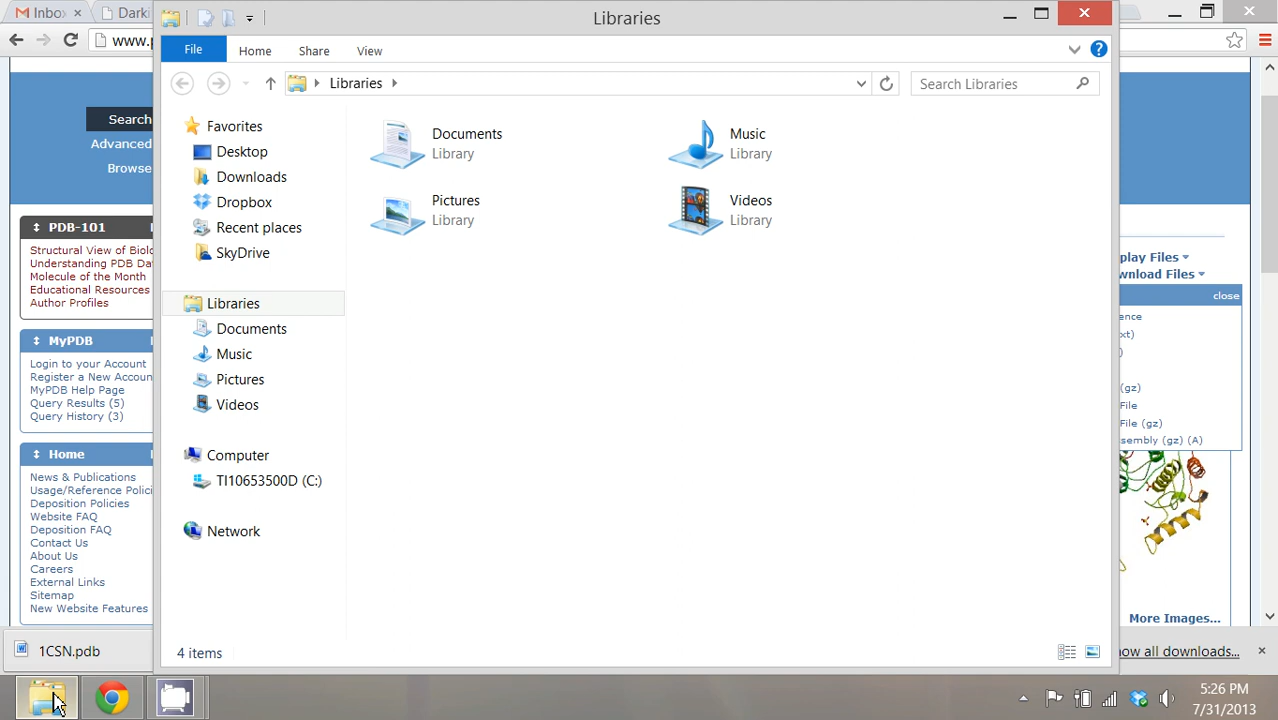 Inbox
Darki
Libraries
www.p
File
Home
Share
View
Libraries
Search Libraries
Search
Advanced
Browse
Favorites
Desktop
Downloads
Dropbox
Recent places
SkyDrive
Libraries
Documents
Music
Pictures
Videos
Computer
TI10653500D (C:)
Network
Documents
Library
Music
Library
Pictures
Library
Videos
Library
4 items
PDB-101
Structural View of Biolo
Understanding PDB Da
Molecule of the Month
Educational Resources
Author Profiles
MyPDB
Login to your Account
Register a New Accoun
MyPDB Help Page
Query Results (5)
Query History (3)
Home
News & Publications
Usage/Reference Polici
Deposition Policies
Website FAQ
Deposition FAQ
Contact Us
About Us
Careers
External Links
Sitemap
New Website Features
play Files
wnload Files
close
ence
xt)
)
(gz)
File
File (gz)
sembly (gz) (A)
More Images...
1CSN.pdb
how all downloads...
5:26 PM
7/31/2013